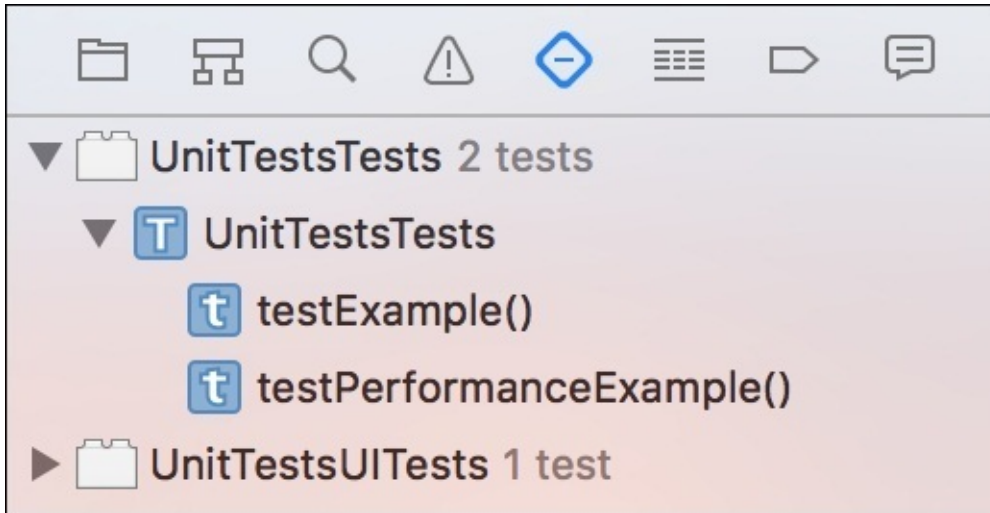 UnitTestsTests 2 tests
T UnitTestsTests
t testExample()
t testPerformanceExample()
UnitTestsUITests 1 test